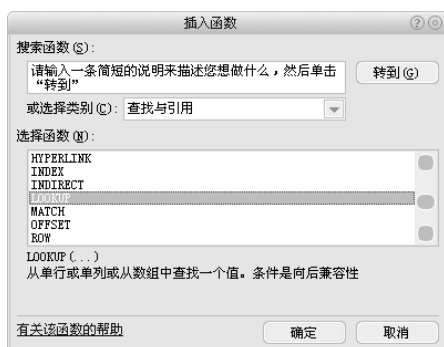 插入函数
搜索函数(S):
请输入一条简短的说明来描述您想做什么，然后单击
“转到”
转到(G)
或选择类别(C): 查找与引用
选择函数(N):
HYPERLINK
INDEX
INDIRECT
LOOKUP
MATCH
OFFSET
ROW
LOOKUP(...)
从单行或单列或从数组中查找一个值。条件是向后兼容性
有关该函数的帮助
确定
取消